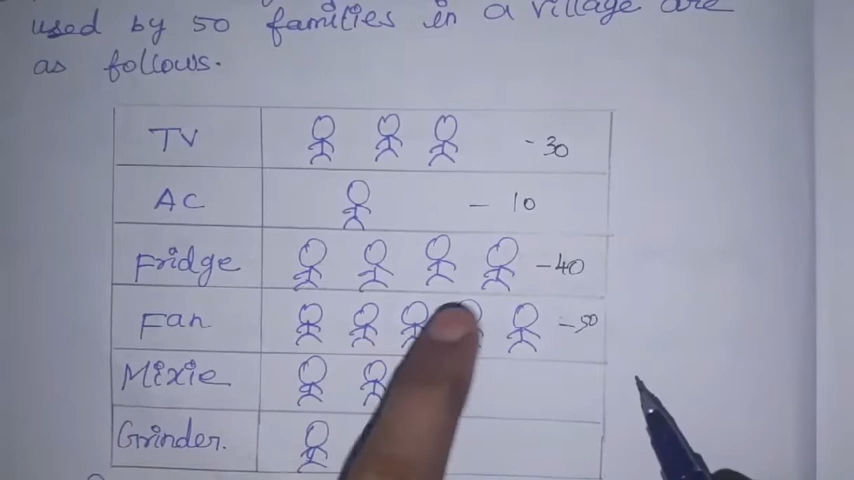 used by 50 families in a village are
as follows.
TV - 30
AC - 10
Fridge - 40
Fan - 50
Mixie
Grinder.